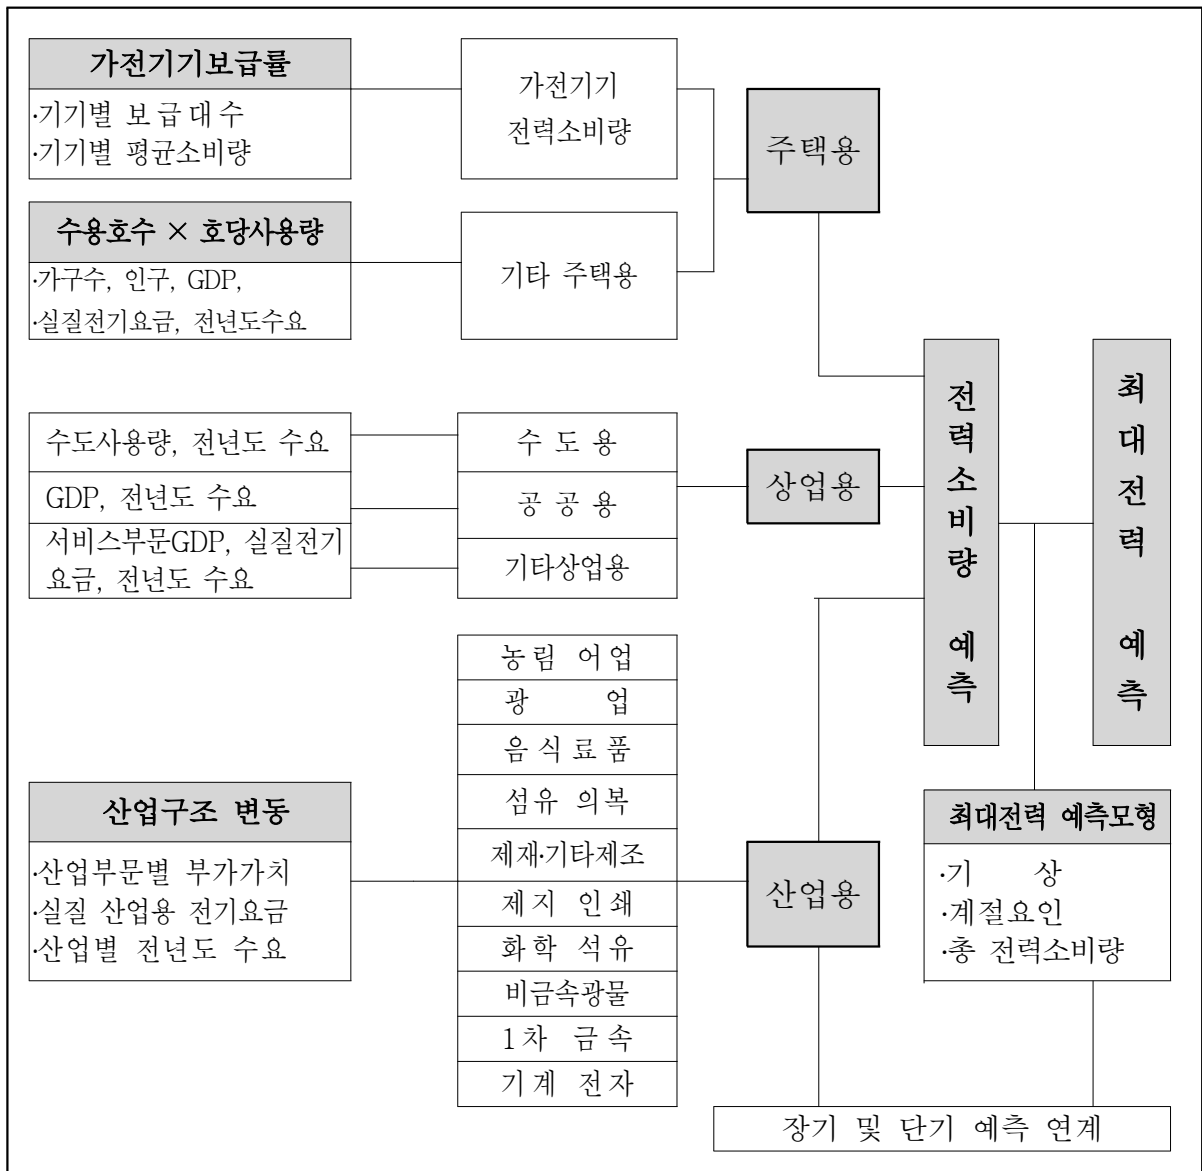 가전기기보급률
·기기별 보급대수
·기기별 평균소비량
가전기기
전력소비량
주택용
수용호수 × 호당사용량
·가구수, 인구, GDP,
·실질전기요금, 전년도수요
기타 주택용
수도사용량, 전년도 수요
GDP, 전년도 수요
서비스부문GDP, 실질전기
요금, 전년도 수요
수 도 용
공 공 용
기타상업용
상업용
전력소비량 예측
최대전력 예측
농림 어업
광 업
음식료품
섬유 의복
제재·기타제조
제지 인쇄
화학 석유
비금속광물
1차 금속
기계 전자
산업구조 변동
·산업부문별 부가가치
·실질 산업용 전기요금
·산업별 전년도 수요
산업용
최대전력 예측모형
·기 상
·계절요인
·총 전력소비량
장기 및 단기 예측 연계